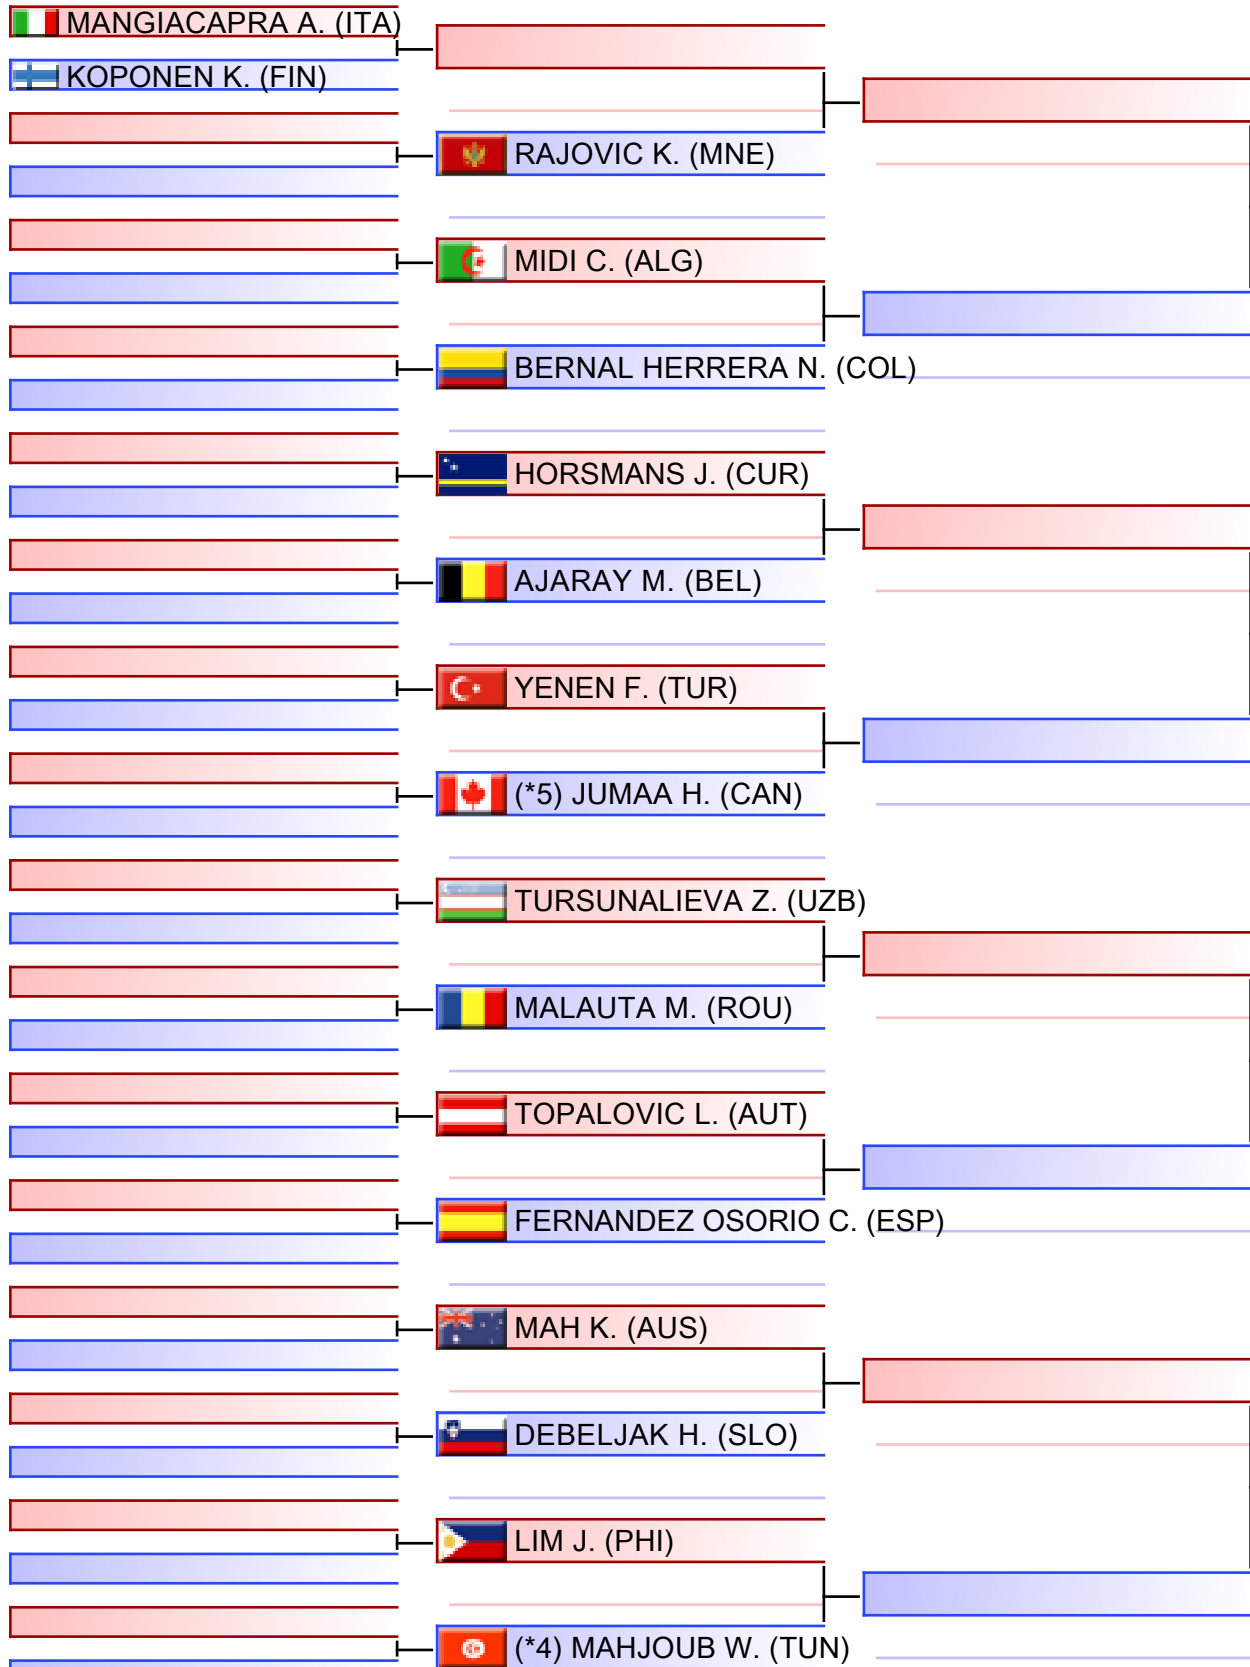 MANGIACAPRA A. (ITA)
KOPONEN K. (FIN)
RAJOVIC K. (MNE)
MIDI C. (ALG)
BERNAL HERRERA N. (COL)
HORSMANS J. (CUR)
AJARAY M. (BEL)
YENEN F. (TUR)
(*5) JUMAA H. (CAN)
TURSUNALIEVA Z. (UZB)
MALAUTA M. (ROU)
TOPALOVIC L. (AUT)
FERNANDEZ OSORIO C. (ESP)
MAH K. (AUS)
DEBELJAK H. (SLO)
LIM J. (PHI)
(*4) MAHJOUB W. (TUN)